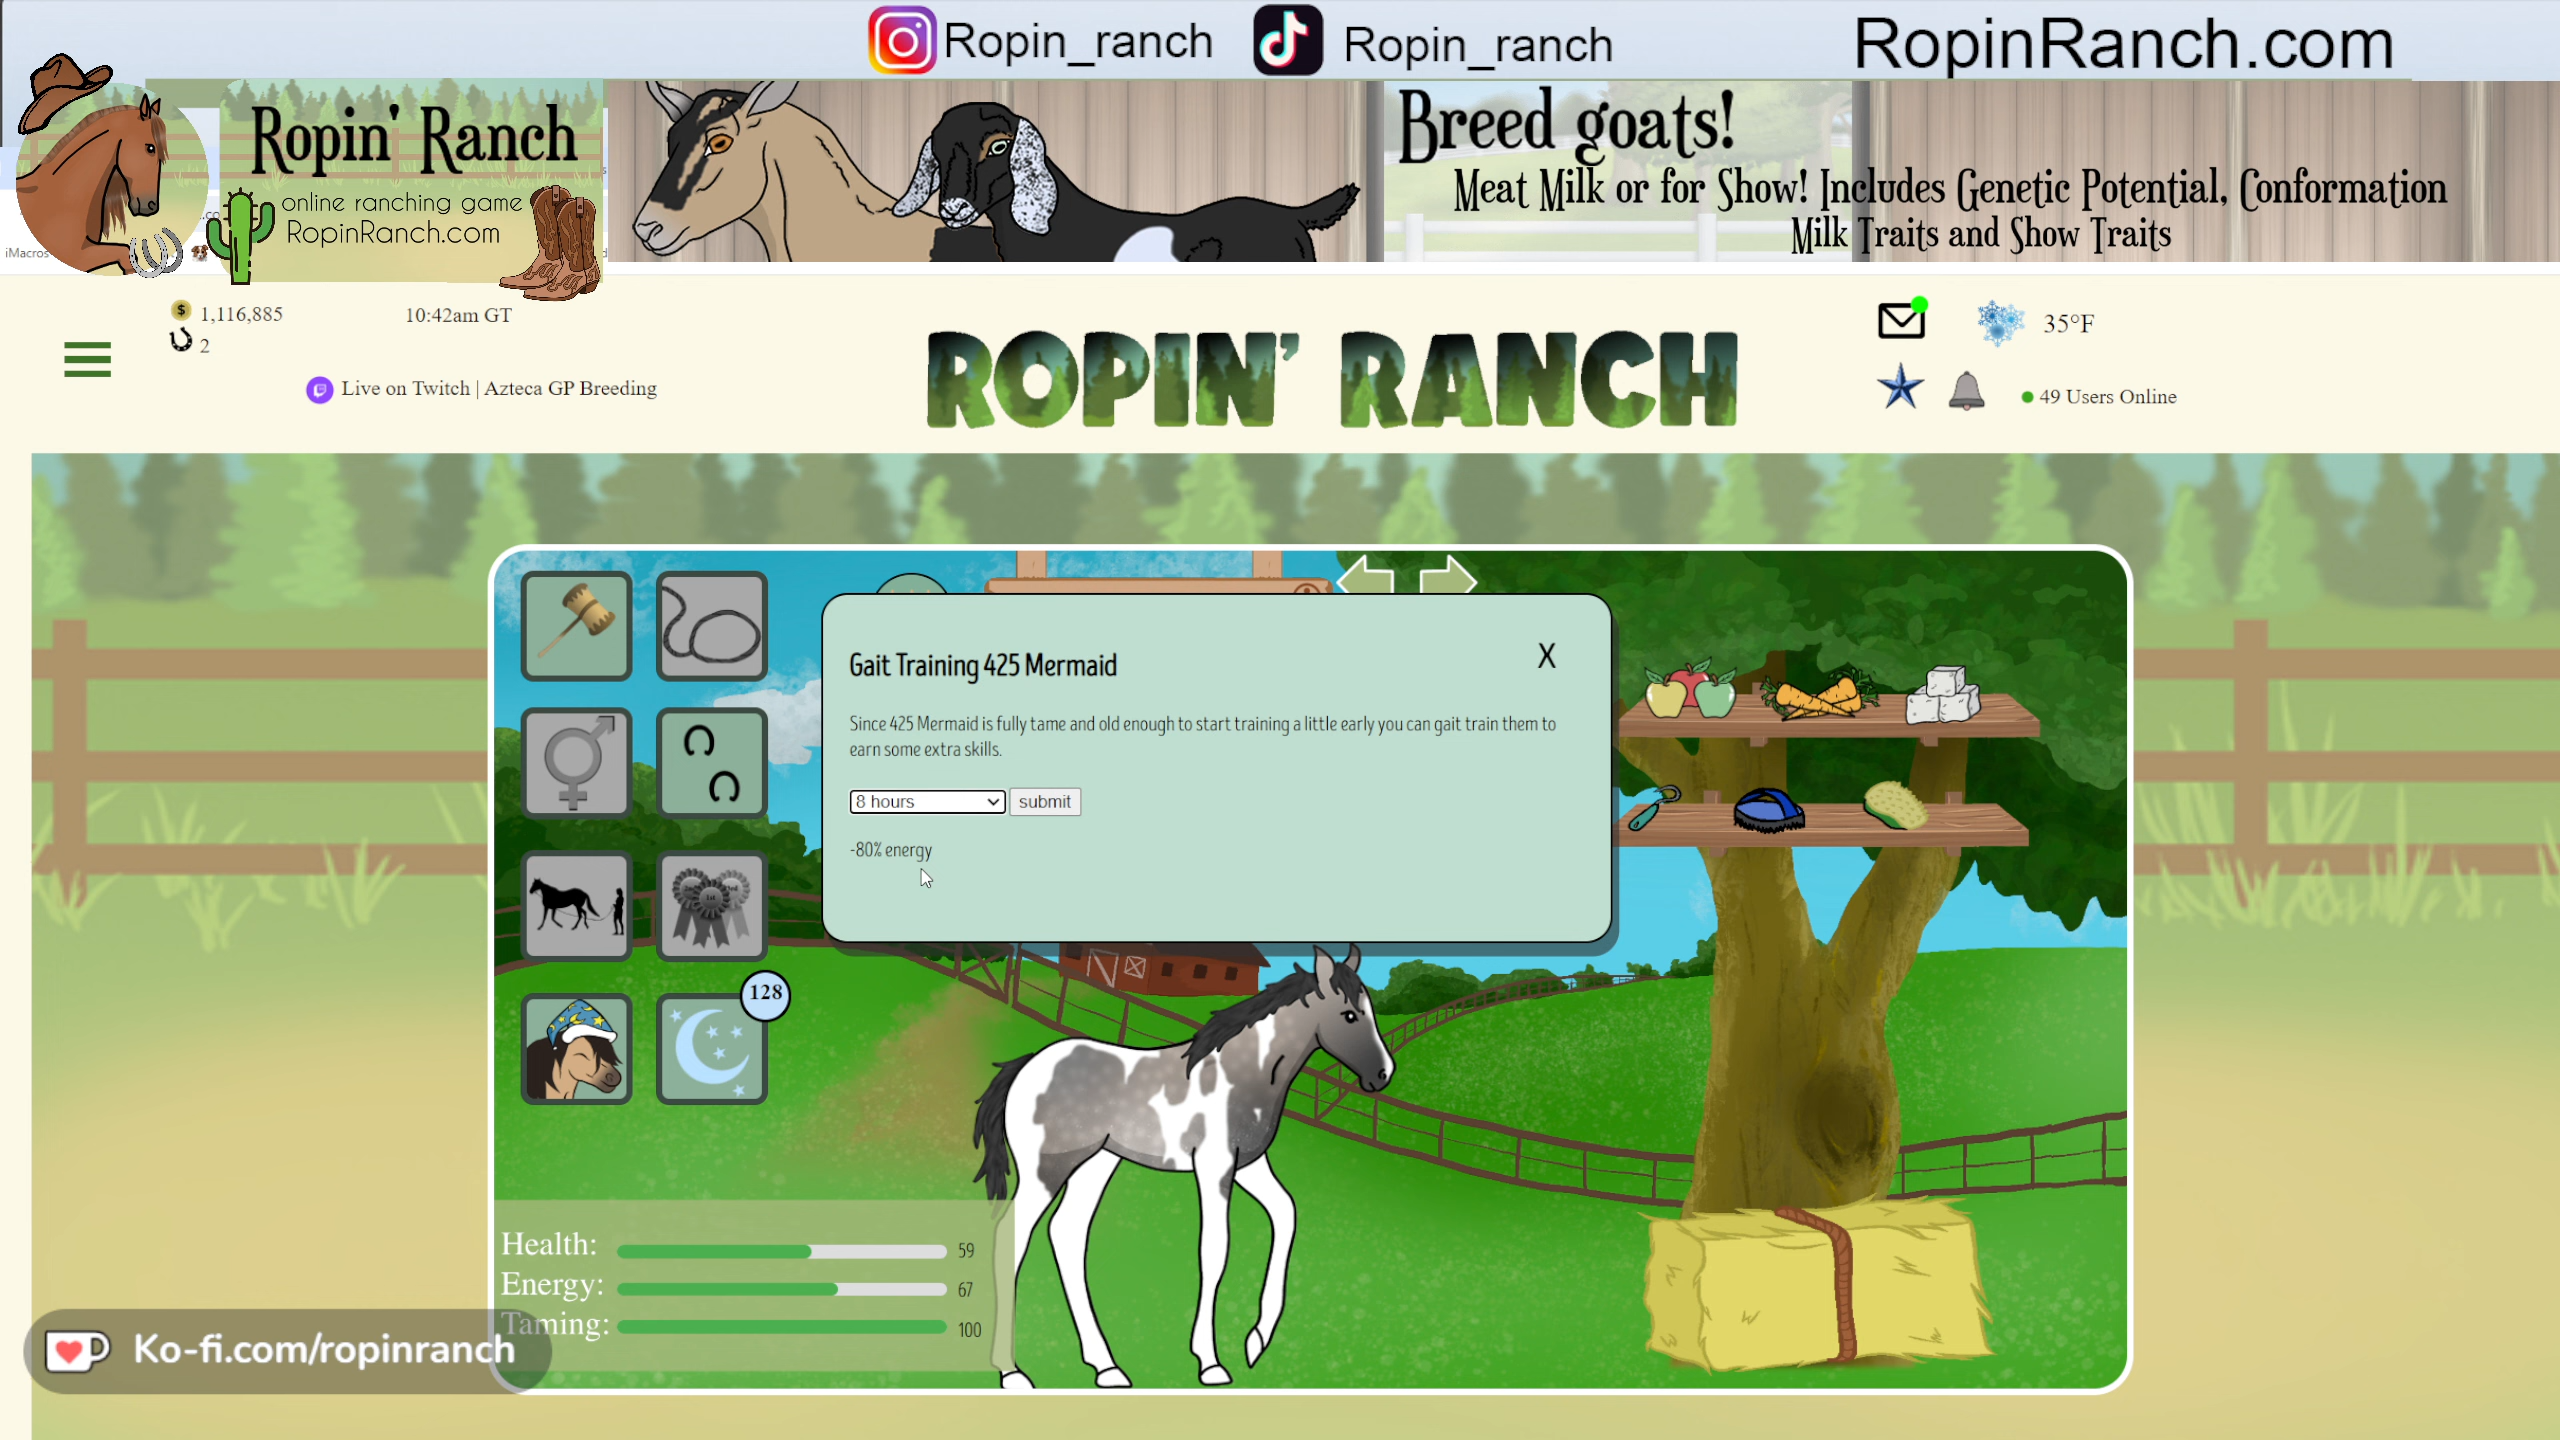 Ropin_ranch
Ropin_ranch
RopinRanch.com
Ropin' Ranch
online ranching game
RopinRanch.com
iMacros
Breed goats!
Meat Milk or for Show! Includes Genetic Potential, Conformation
Milk Traits and Show Traits
1,116,885
2
10:42am GT
Live on Twitch | Azteca GP Breeding
ROPIN' RANCH
35°F
49 Users Online
Gait Training 425 Mermaid
X
Since 425 Mermaid is fully tame and old enough to start training a little early you can gait train them to
earn some extra skills.
8 hours
submit
-80% energy
1st
128
Health:
59
Energy:
67
Taming:
100
Ko-fi.com/ropinranch